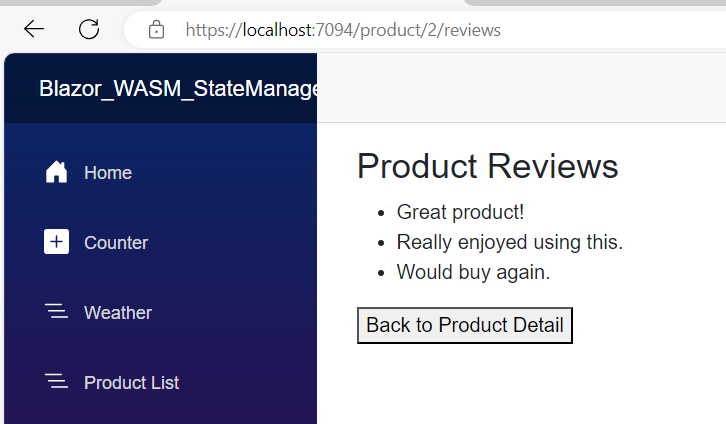 https://localhost:7094/product/2/reviews
Blazor_WASM_StateManage
Home
Counter
Weather
Product List
Product Reviews
• Great product!
• Really enjoyed using this.
• Would buy again.
Back to Product Detail